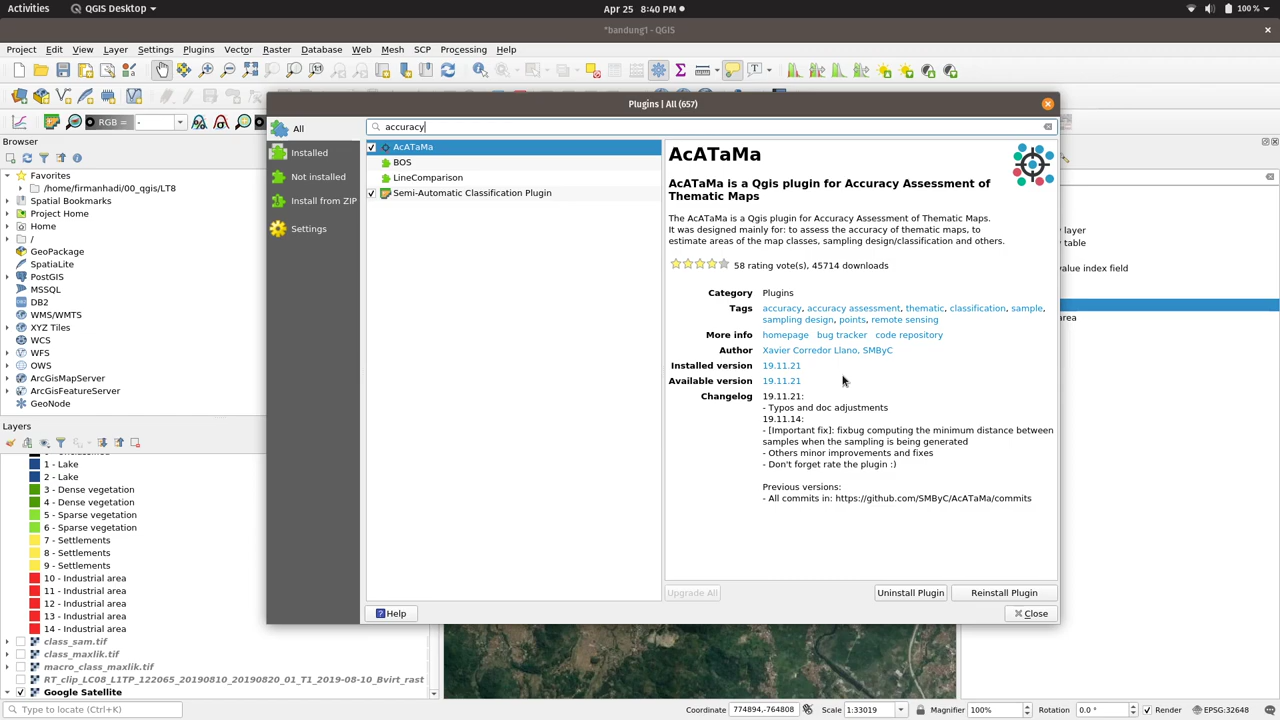 Activities
QGIS Desktop
Apr 25 8:40 PM
100 %
*bandung1 - QGIS
Project Edit View Layer Settings Plugins Vector Raster Database Web Mesh SCP Processing Help
RGB =
-
Browser
Favorites
/home/firmanhadi/00_qgis/LT8
Spatial Bookmarks
Project Home
Home
/
GeoPackage
SpatiaLite
PostGIS
MSSQL
DB2
WMS/WMTS
XYZ Tiles
WCS
WFS
OWS
ArcGisMapServer
ArcGisFeatureServer
GeoNode
Layers
1 - Lake
2 - Lake
3 - Dense vegetation
4 - Dense vegetation
5 - Sparse vegetation
6 - Sparse vegetation
7 - Settlements
8 - Settlements
9 - Settlements
10 - Industrial area
11 - Industrial area
12 - Industrial area
13 - Industrial area
14 - Industrial area
class_sam.tif
class_maxlik.tif
macro_class_maxlik.tif
RT_clip_LC08_L1TP_122065_20190810_20190820_01_T1_2019-08-10_Bvirt_rast
Google Satellite
Plugins | All (657)
All
Installed
Not installed
Install from ZIP
Settings
accuracy
AcATaMa
BOS
LineComparison
Semi-Automatic Classification Plugin
AcATaMa
AcATaMa is a Qgis plugin for Accuracy Assessment of
Thematic Maps
The AcATaMa is a Qgis plugin for Accuracy Assessment of Thematic Maps.
It was designed mainly for: to assess the accuracy of thematic maps, to
estimate areas of the map classes, sampling design/classification and others.
58 rating vote(s), 45714 downloads
Category Plugins
Tags accuracy, accuracy assessment, thematic, classification, sample,
sampling design, points, remote sensing
More info homepage bug tracker code repository
Author Xavier Corredor Llano, SMByC
Installed version 19.11.21
Available version 19.11.21
Changelog 19.11.21:
- Typos and doc adjustments
19.11.14:
- [Important fix]: fixbug computing the minimum distance between
samples when the sampling is being generated
- Others minor improvements and fixes
- Don't forget rate the plugin :)
Previous versions:
- All commits in: https://github.com/SMByC/AcATaMa/commits
Upgrade All
Uninstall Plugin
Reinstall Plugin
Help
Close
y layer
y table
value index field
area
Type to locate (Ctrl+K)
Coordinate 774894,-764808
Scale 1:33019
Magnifier 100%
Rotation 0.0 °
Render
EPSG:32648